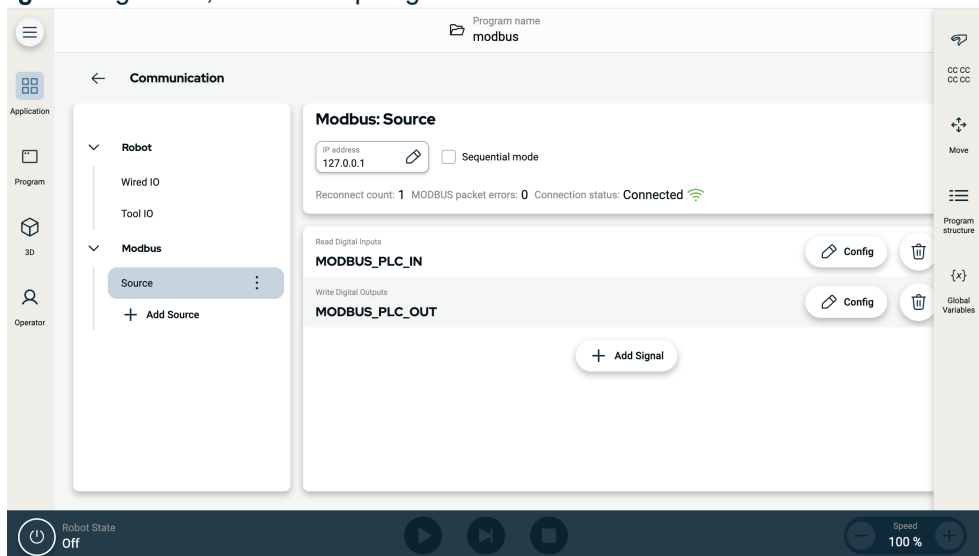 Program name
modbus
CC CC
CC CC
Communication
Application
Modbus: Source
Robot
IP address
127.0.0.1
Sequential mode
Move
Program
Wired IO
Reconnect count: 1 MODBUS packet errors: 0 Connection status: Connected
Tool IO
Program
structure
3D
Modbus
Read Digital Inputs
MODBUS_PLC_IN
Config
Source
{x}
Write Digital Outputs
MODBUS_PLC_OUT
Config
Global
Variables
Operator
Add Source
Add Signal
Robot State
Off
Speed
100 %